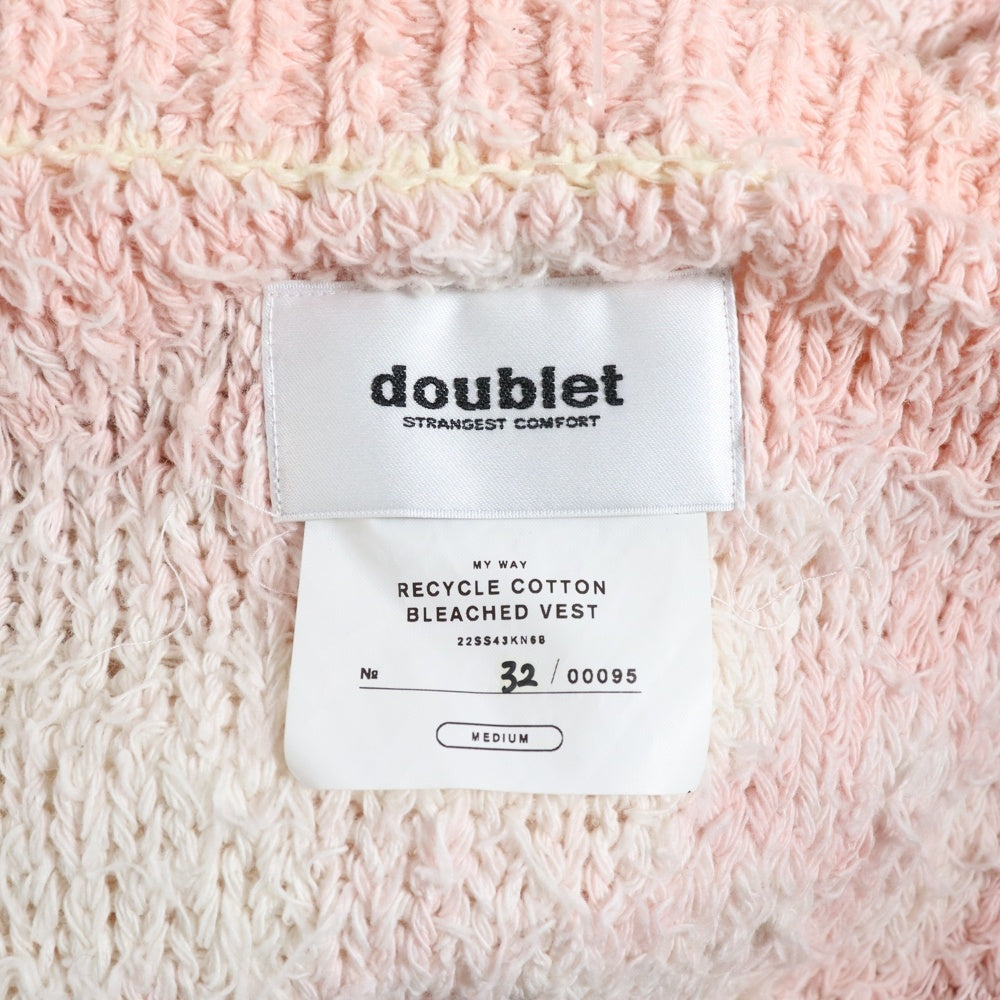 doublet
STRANGEST COMFORT
MY WAY
RECYCLE COTTON
BLEACHED VEST
22SS43KN68
№ 32 / 00095
MEDIUM